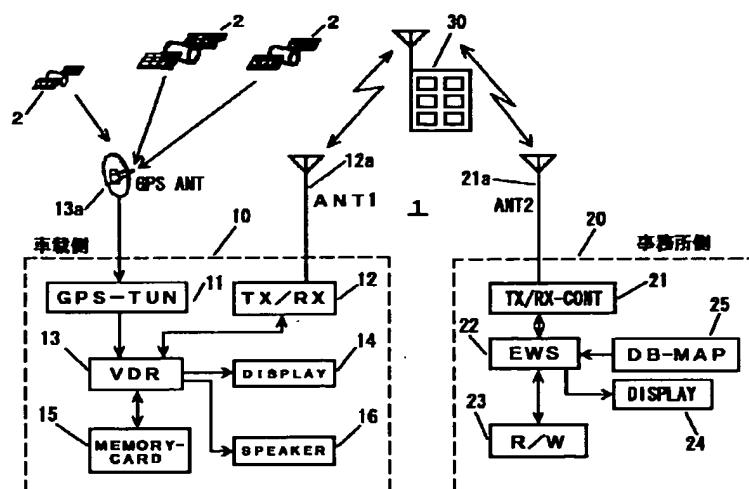 2
2
2
30
12a
21a
13a
GPS ANT
ANT1
1
ANT2
10
20
車載側
事務所側
GPS-TUN
11
TX/RX
12
TX/RX-CONT
21
13
VDR
DISPLAY
14
22
EWS
DB-MAP
25
15
MEMORY-
CARD
SPEAKER
16
23
R/W
DISPLAY
24